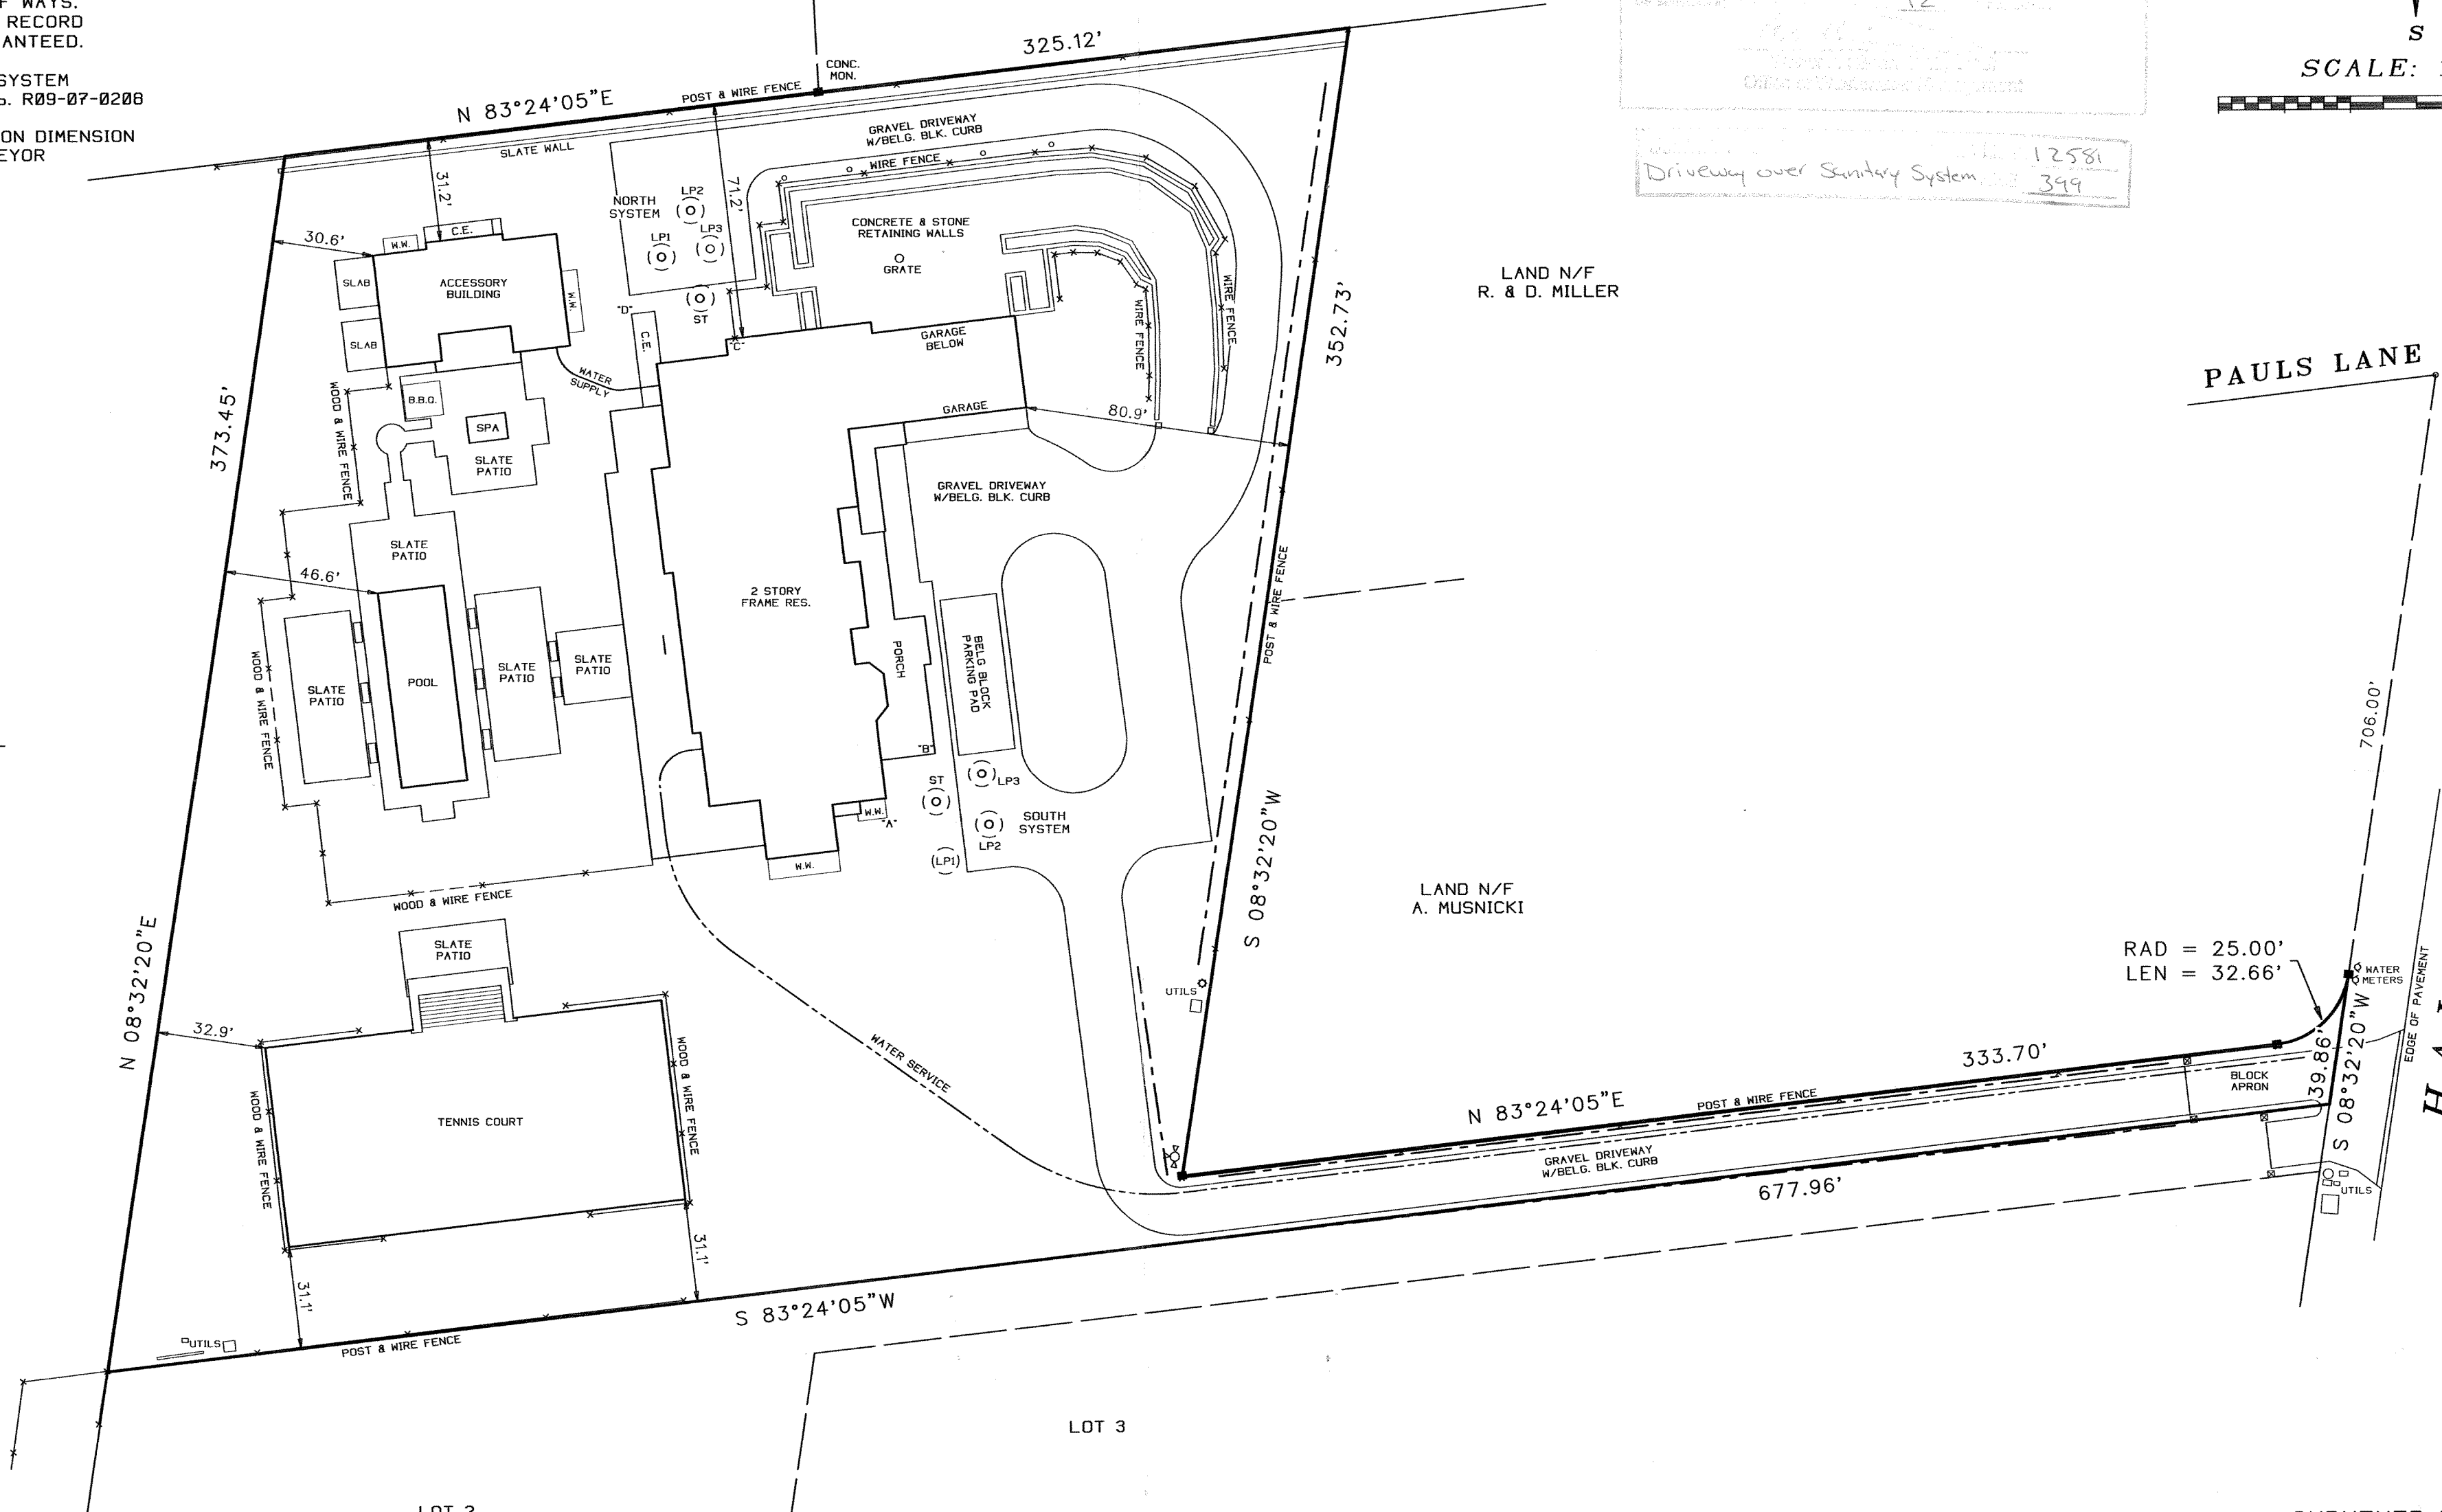 F WAYS.
RECORD
ANTEED.
SYSTEM
. R09-07-0208
ON DIMENSION
EYOR
S
SCALE:
12
12581
Driveway over Sanitary System
399
325.12'
CONC.
MON.
N 83°24'05"E
POST & WIRE FENCE
SLATE WALL
GRAVEL DRIVEWAY
W/BELG. BLK. CURB
WIRE FENCE
31.2'
71.2'
NORTH
SYSTEM
LP2
LP3
LP1
ST
CONCRETE & STONE
RETAINING WALLS
GRATE
30.6'
W.W.
C.E.
SLAB
ACCESSORY
BUILDING
W.W.
SLAB
"D"
C.E.
"C"
GARAGE
BELOW
WIRE FENCE
WIRE FENCE
352.73'
LAND N/F
R. & D. MILLER
PAULS LANE
WATER
SUPPLY
373.45'
WOOD & WIRE FENCE
B.B.Q.
SPA
SLATE
PATIO
GARAGE
80.9'
GRAVEL DRIVEWAY
W/BELG. BLK. CURB
SLATE
PATIO
46.6'
2 STORY
FRAME RES.
POST & WIRE FENCE
PORCH
BELG BLOCK
PARKING PAD
SLATE
PATIO
POOL
SLATE
PATIO
SLATE
PATIO
WOOD & WIRE FENCE
706.00'
"B"
ST
LP3
W.W.
"A"
SOUTH
SYSTEM
LP2
LP1
W.W.
S 08°32'20"W
WOOD & WIRE FENCE
LAND N/F
A. MUSNICKI
N 08°32'20"E
SLATE
PATIO
RAD = 25.00'
LEN = 32.66'
WATER
METERS
EDGE OF PAVEMENT
UTILS
32.9'
WATER SERVICE
WOOD & WIRE FENCE
WOOD & WIRE FENCE
TENNIS COURT
333.70'
39.86'
S 08°32'20"W
BLOCK
APRON
N 83°24'05"E
POST & WIRE FENCE
GRAVEL DRIVEWAY
W/BELG. BLK. CURB
677.96'
UTILS
31.1'
31.1'
S 83°24'05"W
UTILS
POST & WIRE FENCE
LOT 3